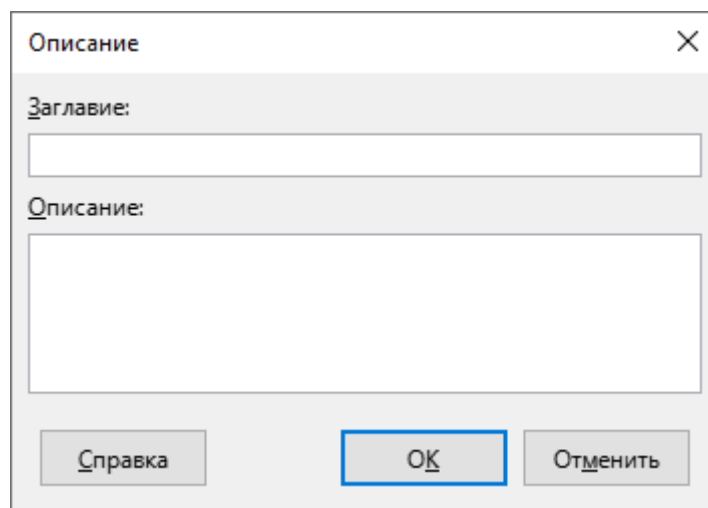 Описание
Заглавие:
Описание:
Справка ОК Отменить